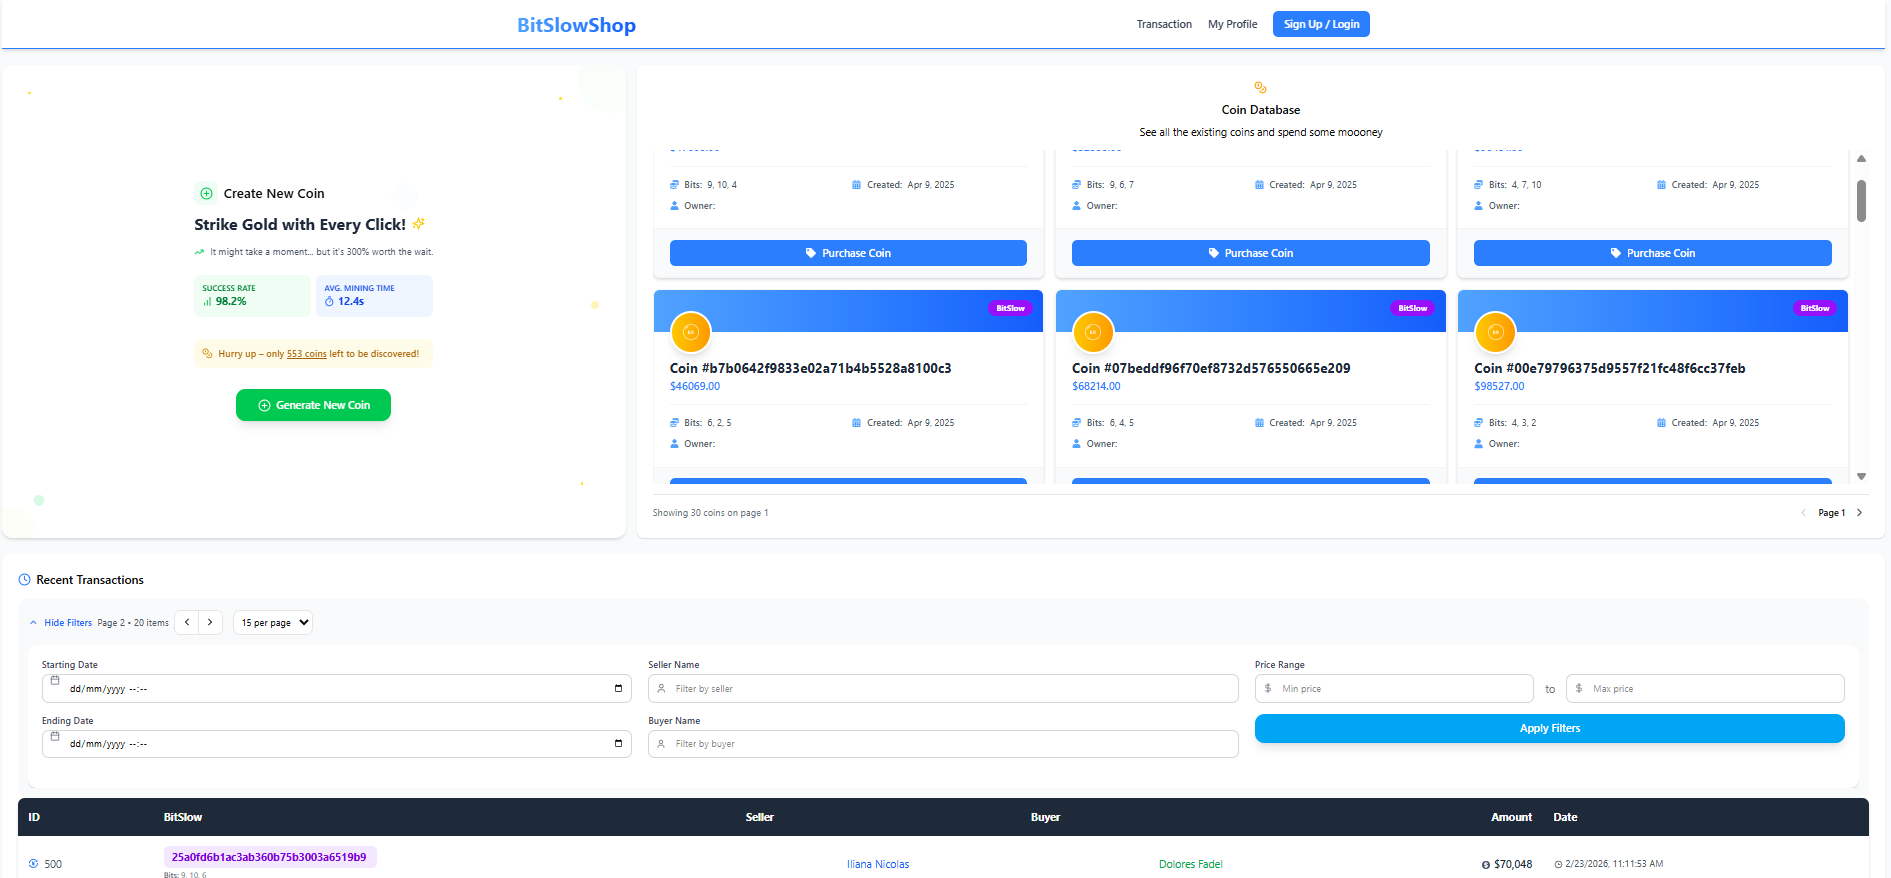 BitSlowShop
Transaction
My Profile
Sign Up / Login
Create New Coin
Strike Gold with Every Click!
It might take a moment... but it's 300% worth the wait.
SUCCESS RATE
98.2%
AVG. MINING TIME
12.4s
Hurry up – only 553 coins left to be discovered!
Generate New Coin
Coin Database
See all the existing coins and spend some moooney
Bits: 9, 10, 4
Created: Apr 9, 2025
Owner:
Purchase Coin
Bits: 9, 6, 7
Created: Apr 9, 2025
Owner:
Purchase Coin
Bits: 4, 7, 10
Created: Apr 9, 2025
Owner:
Purchase Coin
BitSlow
Coin #b7b0642f9833e02a71b4b5528a8100c3
$46069.00
Bits: 6, 2, 5
Created: Apr 9, 2025
Owner:
BitSlow
Coin #07beddf96f70ef8732d576550665e209
$68214.00
Bits: 6, 4, 5
Created: Apr 9, 2025
Owner:
BitSlow
Coin #00e79796375d9557f21fc48f6cc37feb
$98527.00
Bits: 4, 3, 2
Created: Apr 9, 2025
Owner:
Showing 30 coins on page 1
Page 1
Recent Transactions
Hide Filters
Page 2 • 20 items
15 per page
Starting Date
dd/mm/yyyy --:--
Seller Name
Filter by seller
Price Range
Min price
to
Max price
Ending Date
dd/mm/yyyy --:--
Buyer Name
Filter by buyer
Apply Filters
ID
BitSlow
Seller
Buyer
Amount
Date
500
25a0fd6b1ac3ab360b75b3003a6519b9
Bits: 9, 10, 6
Iliana Nicolas
Dolores Fadel
$70,048
2/23/2026, 11:11:53 AM